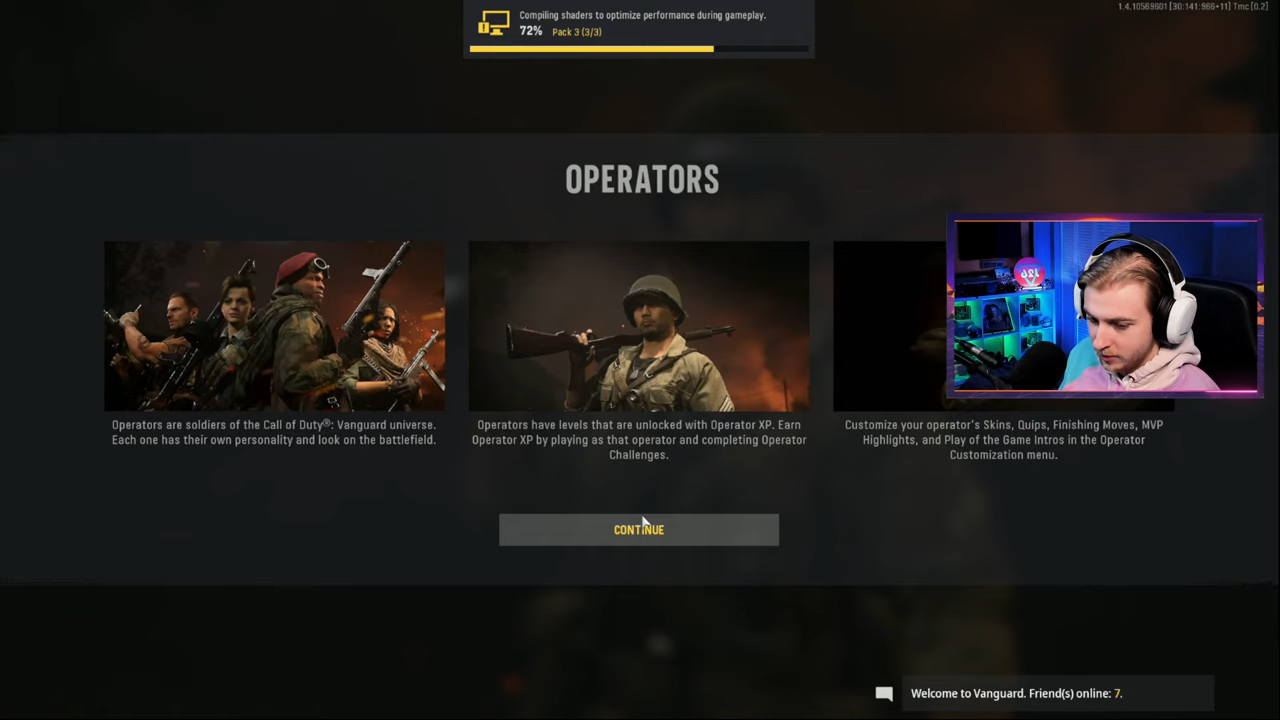 Compiling shaders to optimize performance during gameplay.
72% Pack 3 (3/3)
1.4.10569601 [30:141:966+11] Tmc [0.2]
OPERATORS
Operators are soldiers of the Call of Duty®: Vanguard universe.
Each one has their own personality and look on the battlefield.
Operators have levels that are unlocked with Operator XP. Earn
Operator XP by playing as that operator and completing Operator
Challenges.
Customize your operator's Skins, Quips, Finishing Moves, MVP
Highlights, and Play of the Game Intros in the Operator
Customization menu.
CONTINUE
Welcome to Vanguard. Friend(s) online: 7.